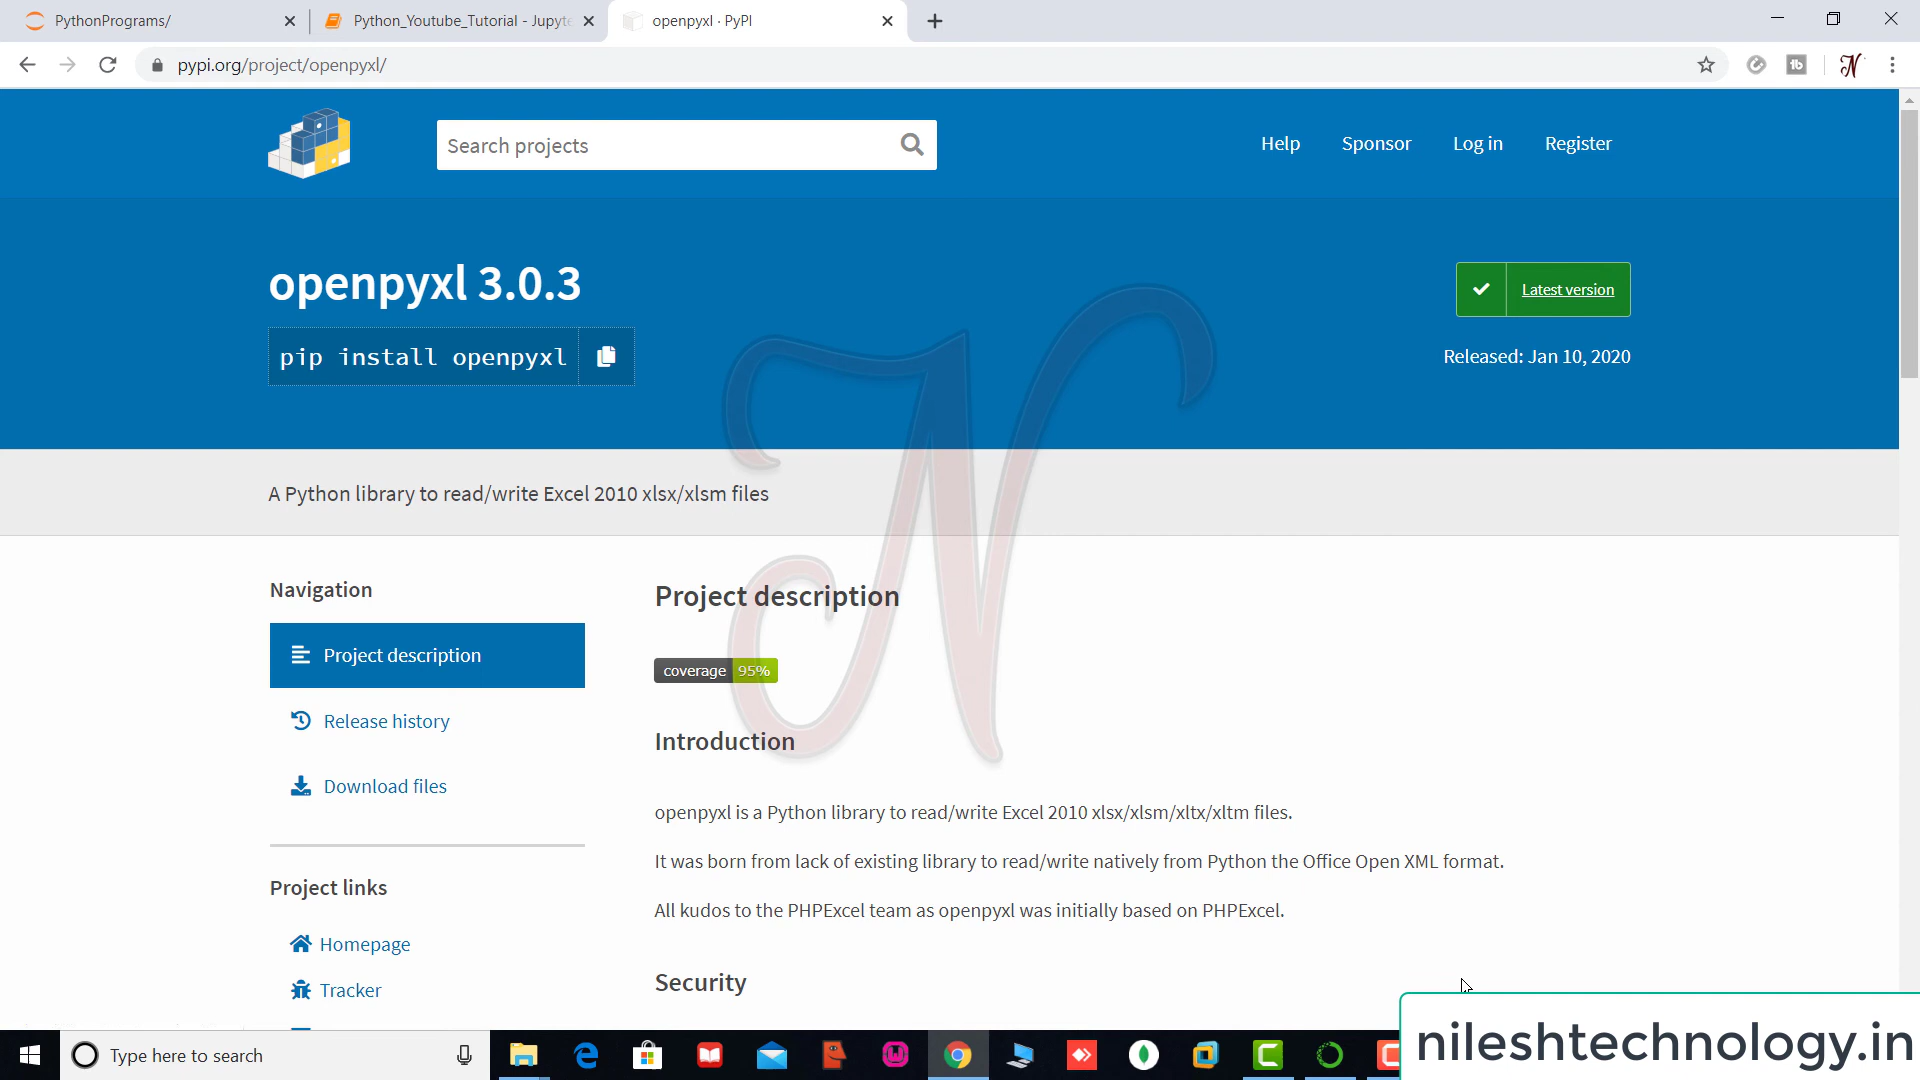 PythonPrograms/
Python_Youtube_Tutorial - Jupyte
openpyxl · PyPI
pypi.org/project/openpyxl/
Search projects
Help
Sponsor
Log in
Register
openpyxl 3.0.3
pip install openpyxl
Latest version
Released: Jan 10, 2020
A Python library to read/write Excel 2010 xlsx/xlsm files
Navigation
Project description
Release history
Download files
Project links
Homepage
Tracker
Project description
coverage 95%
Introduction
openpyxl is a Python library to read/write Excel 2010 xlsx/xlsm/xltx/xltm files.
It was born from lack of existing library to read/write natively from Python the Office Open XML format.
All kudos to the PHPExcel team as openpyxl was initially based on PHPExcel.
Security
N
Type here to search
nileshtechnology.in